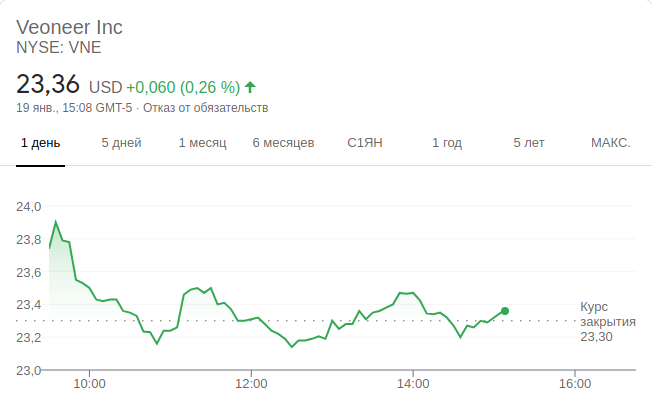 Veoneer Inc
NYSE: VNE
23,36 USD +0,060 (0,26 %)
19 янв., 15:08 GMT-5 · Отказ от обязательств
1 день 5 дней 1 месяц 6 месяцев С1ЯН 1 год 5 лет МАКС.
24,0
23,8
23,6
23,4
23,2
23,0
Курс
закрытия
23,30
10:00 12:00 14:00 16:00